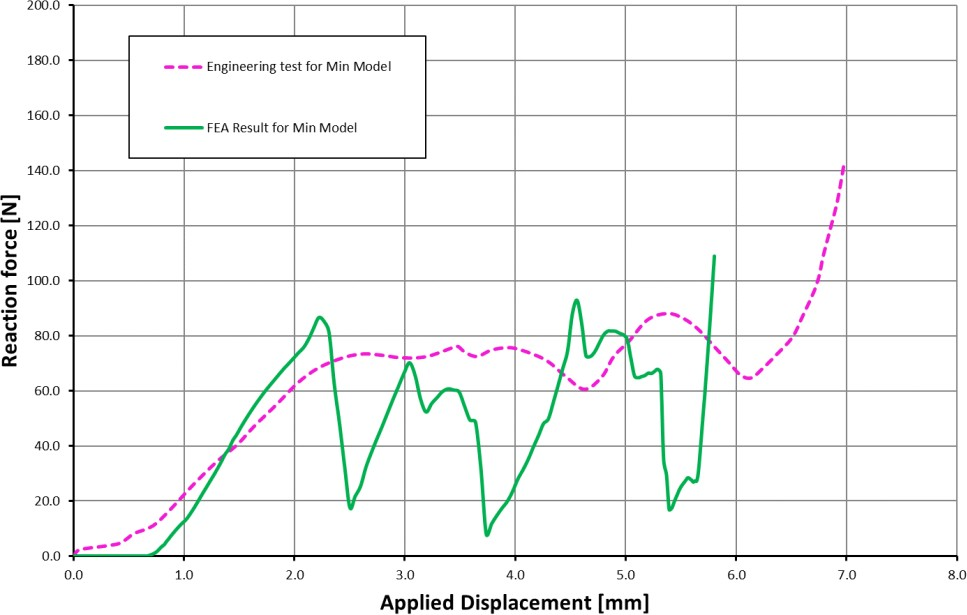 200.0
180.0
160.0
140.0
120.0
100.0
80.0
60.0
40.0
20.0
0.0
Reaction force [N]
Engineering test for Min Model
FEA Result for Min Model
0.0 1.0 2.0 3.0 4.0 5.0 6.0 7.0 8.0
Applied Displacement [mm]